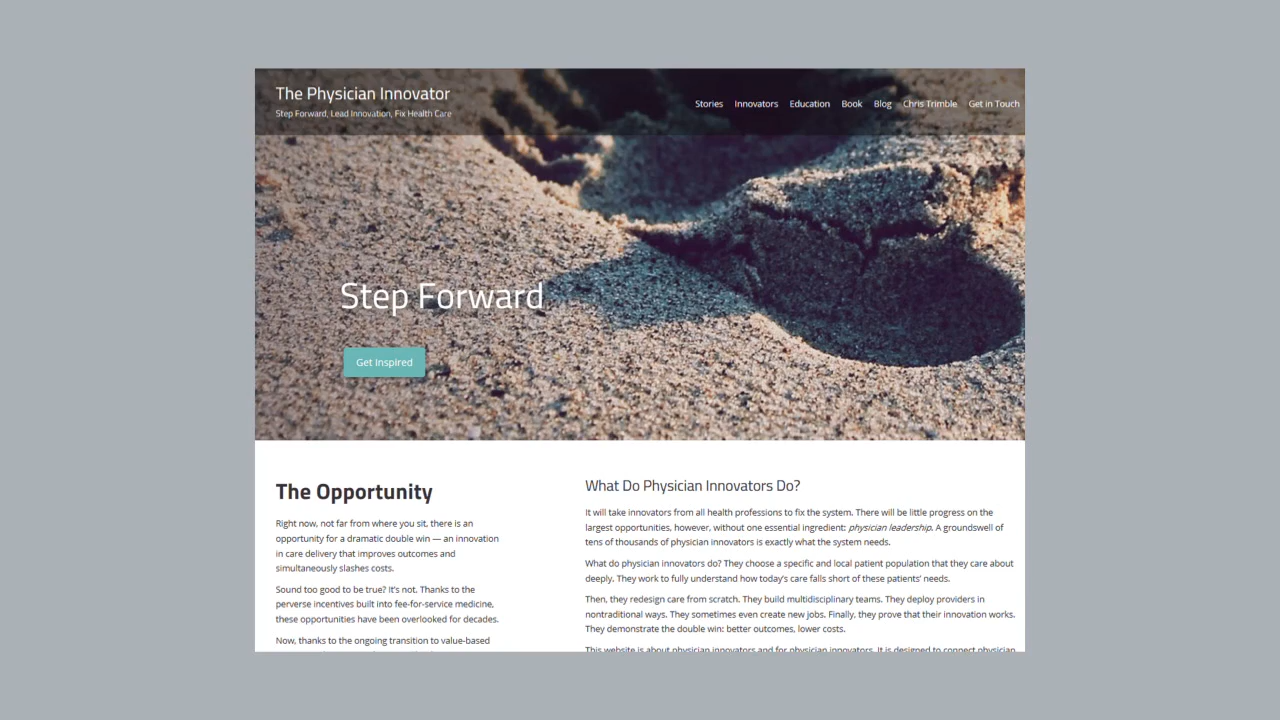 The Physician Innovator
Step Forward, Lead Innovation, Fix Health Care
Stories Innovators Education Book Blog Chris Trimble Get in Touch
Step Forward
Get Inspired
The Opportunity
Right now, not far from where you sit, there is an
opportunity for a dramatic double win — an innovation
in care delivery that improves outcomes and
simultaneously slashes costs.
Sound too good to be true? It's not. Thanks to the
perverse incentives built into fee-for-service medicine,
these opportunities have been overlooked for decades.
Now, thanks to the ongoing transition to value-based
What Do Physician Innovators Do?
It will take innovators from all health professions to fix the system. There will be little progress on the
largest opportunities, however, without one essential ingredient: physician leadership. A groundswell of
tens of thousands of physician innovators is exactly what the system needs.
What do physician innovators do? They choose a specific and local patient population that they care about
deeply. They work to fully understand how today's care falls short of these patients' needs.
Then, they redesign care from scratch. They build multidisciplinary teams. They deploy providers in
nontraditional ways. They sometimes even create new jobs. Finally, they prove that their innovation works.
They demonstrate the double win: better outcomes, lower costs.
This website is about physician innovators and for physician innovators. It is designed to connect physician